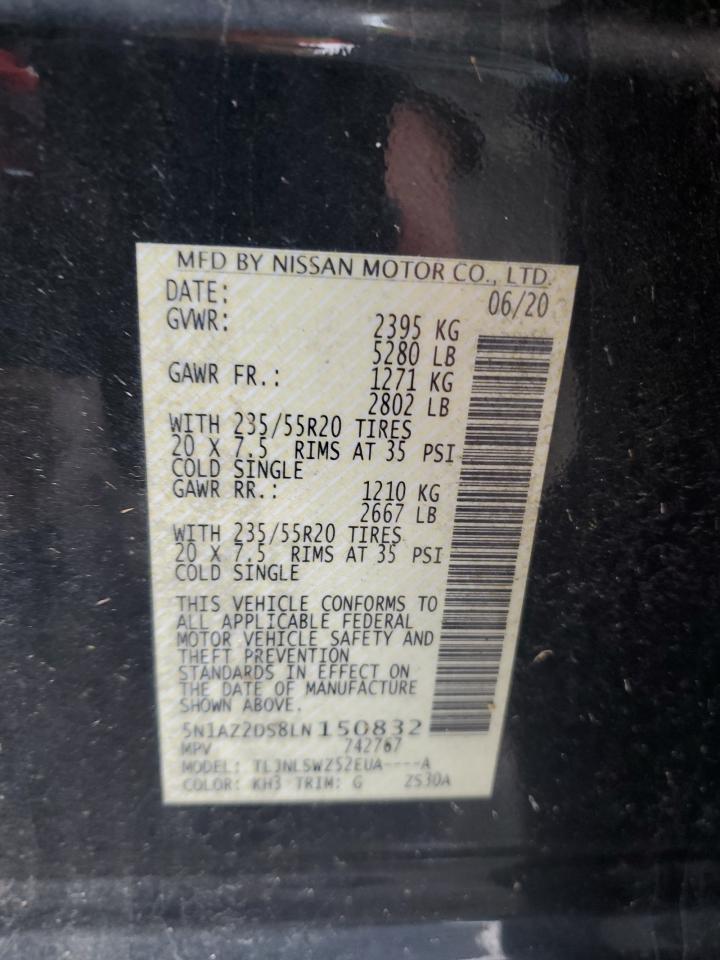 MFD BY NISSAN MOTOR CO., LTD.
DATE: 06/20
GVWR: 2395 KG
5280 LB
GAWR FR.: 1271 KG
2802 LB
WITH 235/55R20 TIRES
20 X 7.5 RIMS AT 35 PSI
COLD SINGLE
GAWR RR.: 1210 KG
2667 LB
WITH 235/55R20 TIRES
20 X 7.5 RIMS AT 35 PSI
COLD SINGLE
THIS VEHICLE CONFORMS TO
ALL APPLICABLE FEDERAL
MOTOR VEHICLE SAFETY AND
THEFT PREVENTION
STANDARDS IN EFFECT ON
THE DATE OF MANUFACTURE
SHOWN ABOVE.
5N1AZ2DS8LN150832
MPV 742767
MODEL: TLJNLSWZ52EUA----A
COLOR: KH3 TRIM: G ZS30A